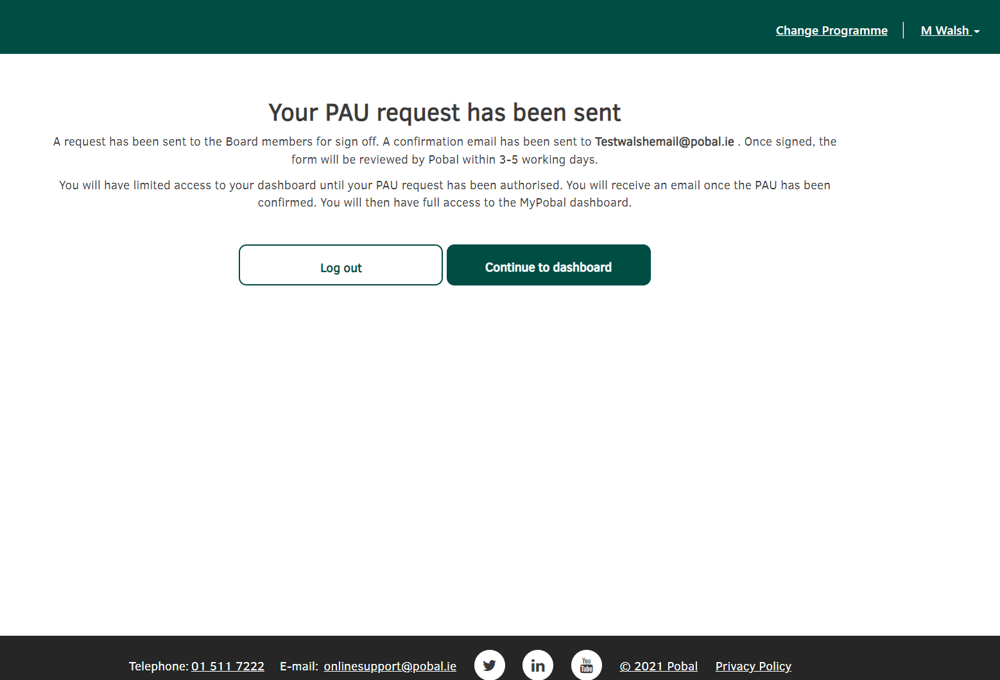 Change Programme
M Walsh
Your PAU request has been sent
A request has been sent to the Board members for sign off. A confirmation email has been sent to Testwalshemail@pobal.ie . Once signed, the
form will be reviewed by Pobal within 3-5 working days.
You will have limited access to your dashboard until your PAU request has been authorised. You will receive an email once the PAU has been
confirmed. You will then have full access to the MyPobal dashboard.
Log out
Continue to dashboard
Telephone: 01 511 7222 E-mail: onlinesupport@pobal.ie in You Tube © 2021 Pobal Privacy Policy